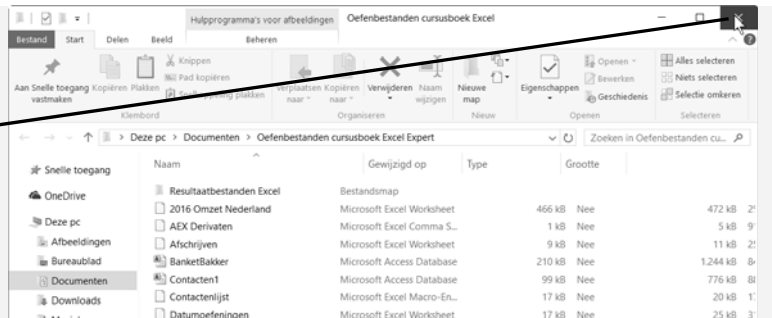 Hulpprogramma's voor afbeeldingen Oefenbestanden cursusboek Excel
Bestand Start Delen Beeld Beheren
Knippen
Pad kopiëren
Snelkoppeling plakken
Aan Snelle toegang vastmaken
Kopiëren Plakken
Klembord
Verplaatsen naar
Kopiëren naar
Verwijderen
Naam wijzigen
Organiseren
Nieuwe map
Nieuw
Eigenschappen
Openen
Bewerken
Geschiedenis
Openen
Alles selecteren
Niets selecteren
Selectie omkeren
Selecteren
Deze pc > Documenten > Oefenbestanden cursusboek Excel Expert
Zoeken in Oefenbestanden cu...
Snelle toegang
OneDrive
Deze pc
Afbeeldingen
Bureaublad
Documenten
Downloads
Naam Gewijzigd op Type Grootte
Resultaatbestanden Excel Bestandsmap
2016 Omzet Nederland Microsoft Excel Worksheet 466 kB Nee 472 kB
AEX Derivaten Microsoft Excel Comma S... 1 kB Nee 5 kB
Afschrijven Microsoft Excel Worksheet 9 kB Nee 11 kB
BanketBakker Microsoft Access Database 210 kB Nee 1.244 kB
Contacten1 Microsoft Access Database 99 kB Nee 776 kB
Contactenlijst Microsoft Excel Macro-En... 17 kB Nee 20 kB
Datumoefeningen Microsoft Excel Worksheet 17 kB Nee 25 kB